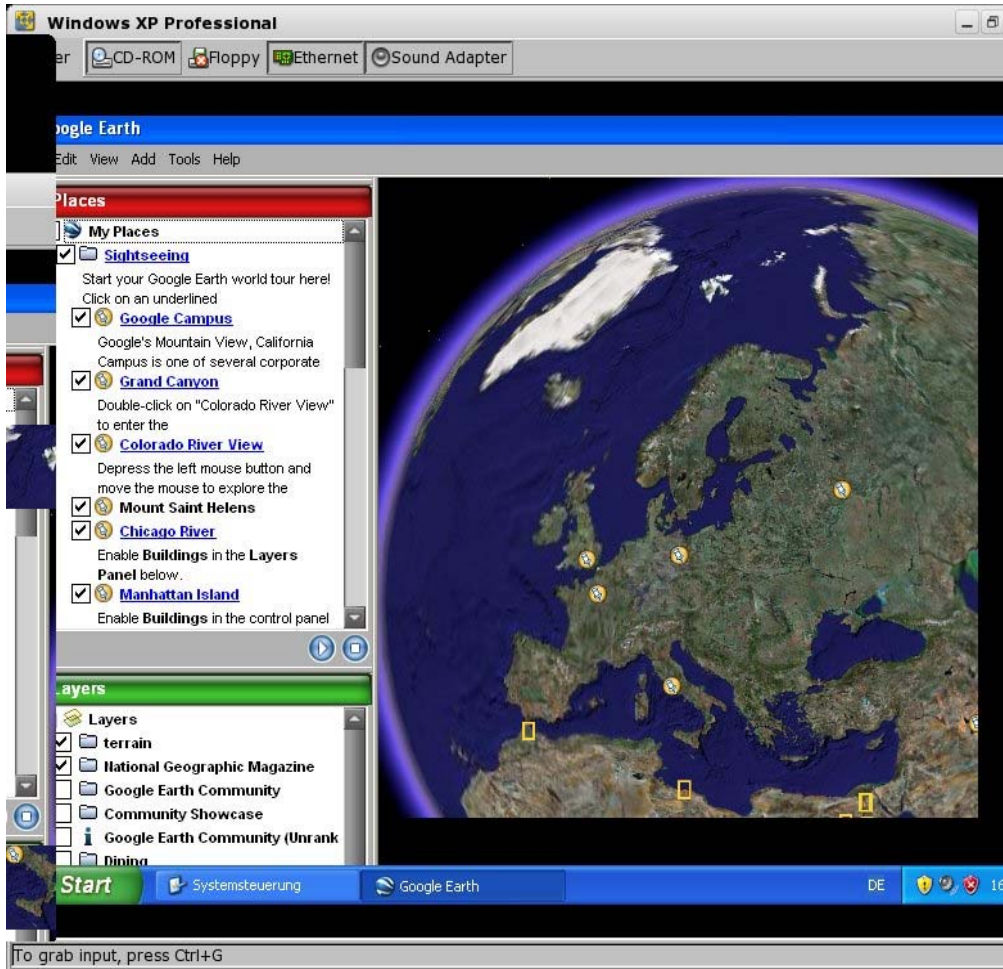 Windows XP Professional
er CD-ROM Floppy Ethernet Sound Adapter
oogle Earth
Edit View Add Tools Help
Places
My Places
Sightseeing
Start your Google Earth world tour here!
Click on an underlined
Google Campus
Google's Mountain View, California
Campus is one of several corporate
Grand Canyon
Double-click on "Colorado River View"
to enter the
Colorado River View
Depress the left mouse button and
move the mouse to explore the
Mount Saint Helens
Chicago River
Enable Buildings in the Layers
Panel below.
Manhattan Island
Enable Buildings in the control panel
ayers
Layers
terrain
National Geographic Magazine
Google Earth Community
Community Showcase
i Google Earth Community (Unrank
Dining
Start Systemsteuerung Google Earth DE 16
To grab input, press Ctrl+G